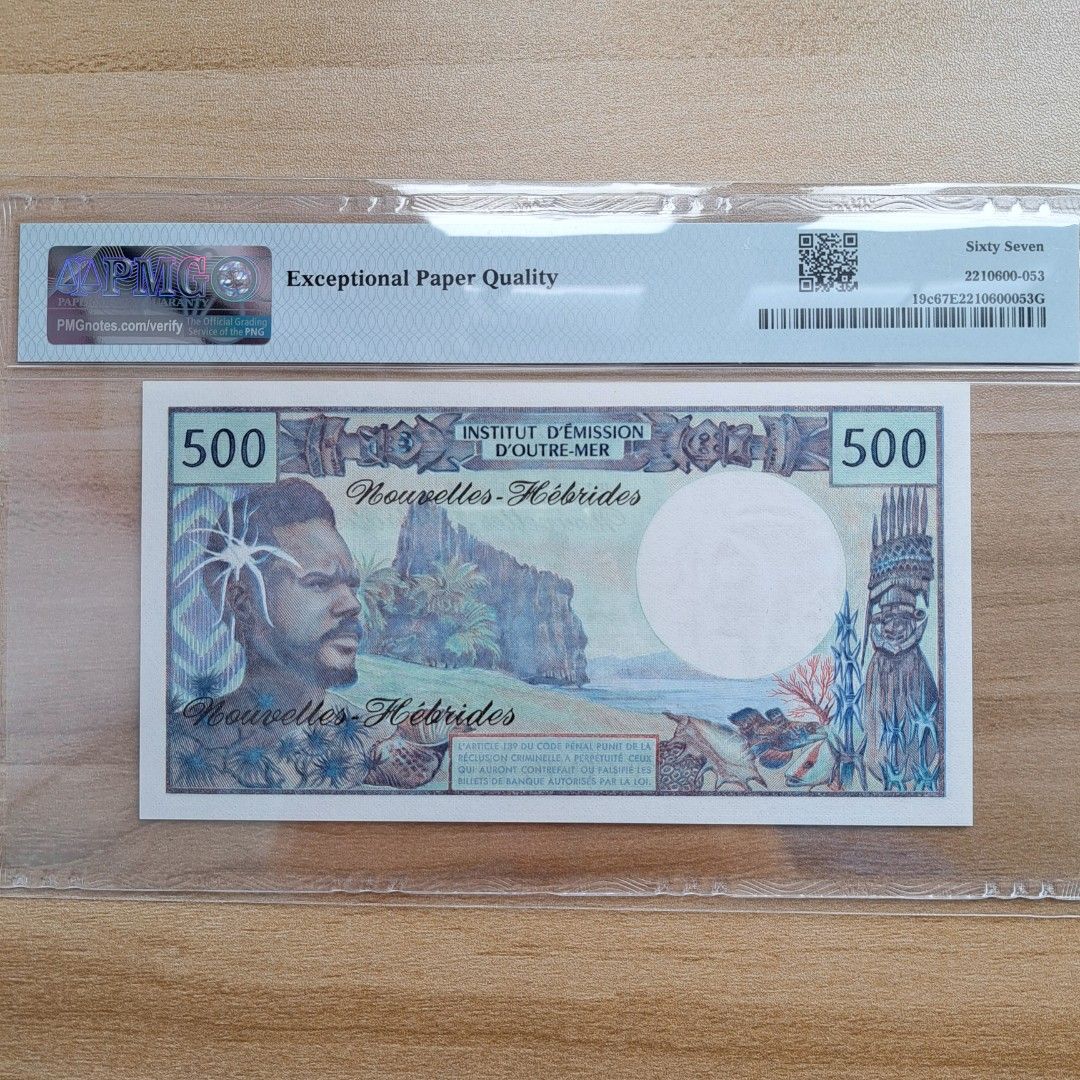 PMG
PAPER MONEY GUARANTY
PMGnotes.com/verify
The Official Grading
Service of the PNG
Exceptional Paper Quality
Sixty Seven
2210600-053
19c67E2210600053G
500
INSTITUT D'ÉMISSION
D'OUTRE-MER
500
Nouvelles-Hébrides
Nouvelles-Hébrides
L'ARTICLE 139 DU CODE PÉNAL PUNIT DE LA
RÉCLUSION CRIMINELLE A PERPÉTUITÉ CEUX
QUI AURONT CONTREFAIT OU FALSIFIÉ LES
BILLETS DE BANQUE AUTORISÉS PAR LA LOI.